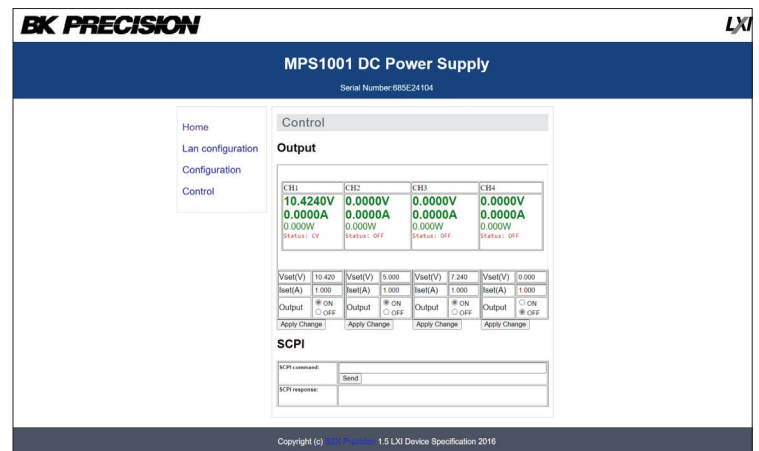 BK PRECISION
LXI
MPS1001 DC Power Supply
Serial Number:685E24104
Home
Lan configuration
Configuration
Control
Control
Output
CH1 CH2 CH3 CH4
10.4240V 0.0000V 0.0000V 0.0000V
0.0000A 0.0000A 0.0000A 0.0000A
0.000W 0.000W 0.000W 0.000W
Status: CV Status: OFF Status: OFF Status: OFF
Vset(V) 10.420 Vset(V) 5.000 Vset(V) 7.240 Vset(V) 0.000
Iset(A) 1.000 Iset(A) 1.000 Iset(A) 1.000 Iset(A) 1.000
Output ON OFF Output ON OFF Output ON OFF Output ON OFF
Apply Change Apply Change Apply Change Apply Change
SCPI
SCPI command:
Send
SCPI response:
Copyright (c) B&K Precision 1.5 LXI Device Specification 2016